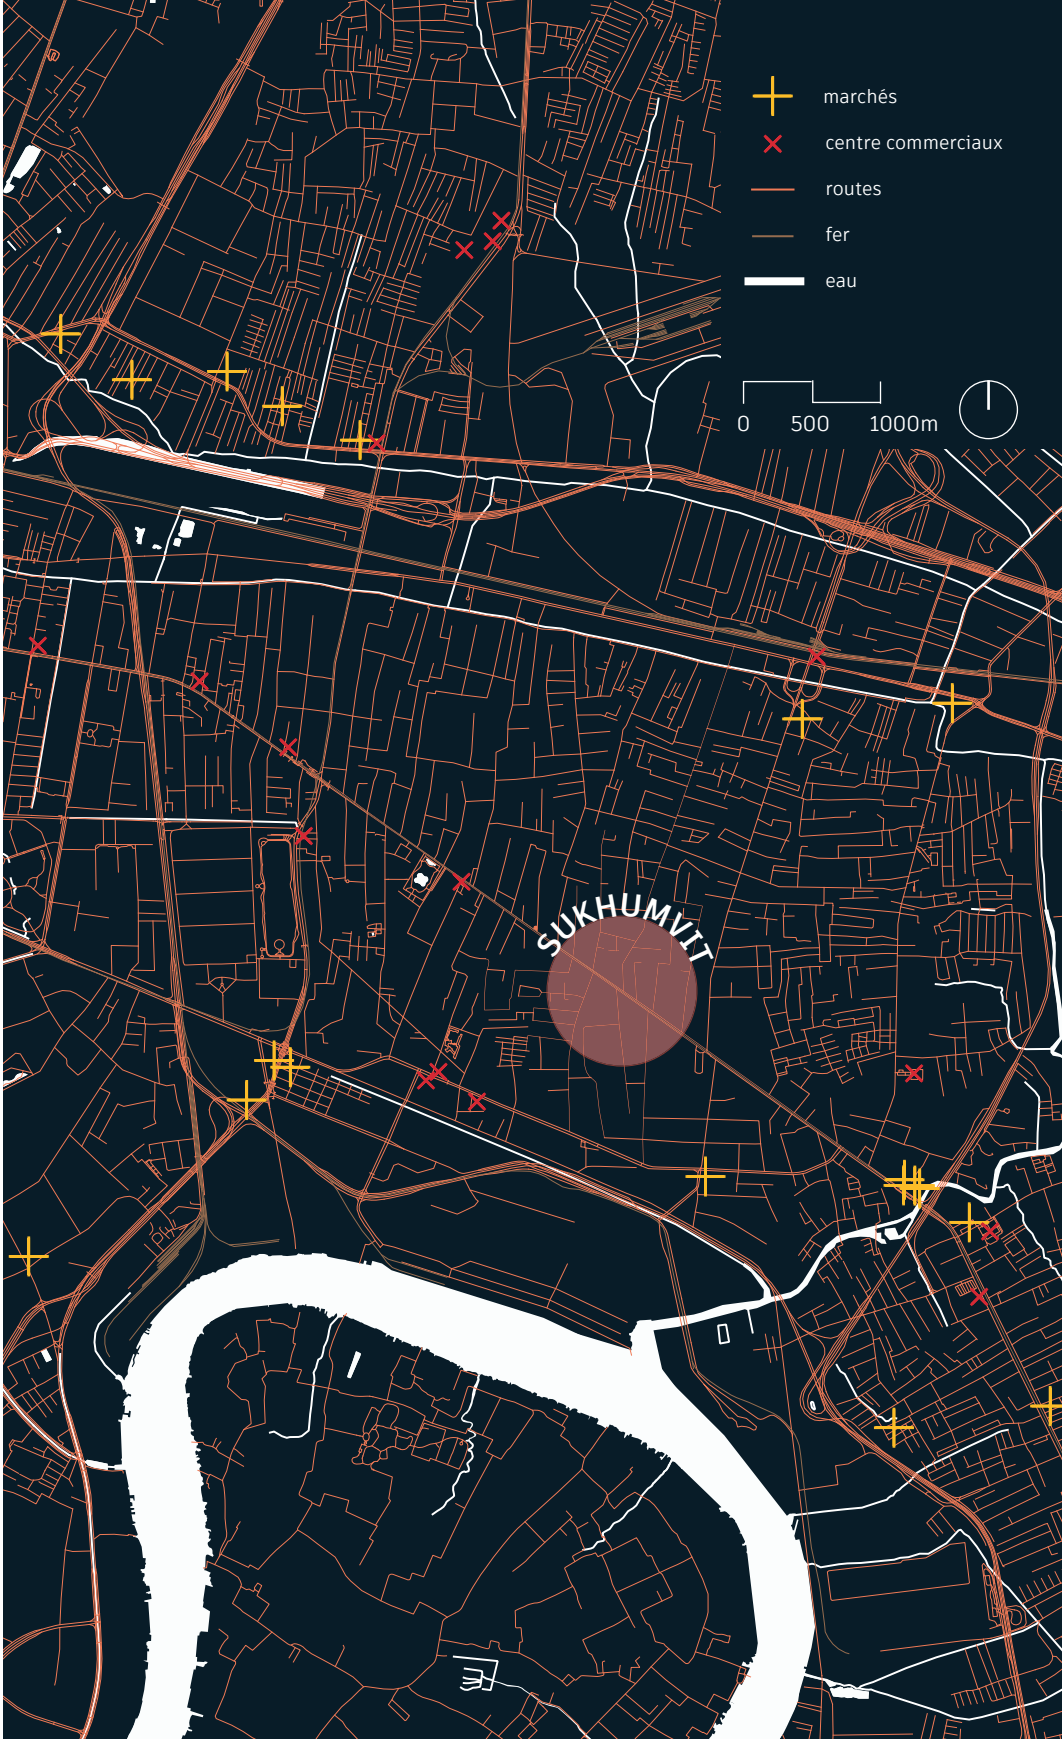 marchés
centre commerciaux
routes
fer
eau
0 500 1000m
SUKHUMVIT